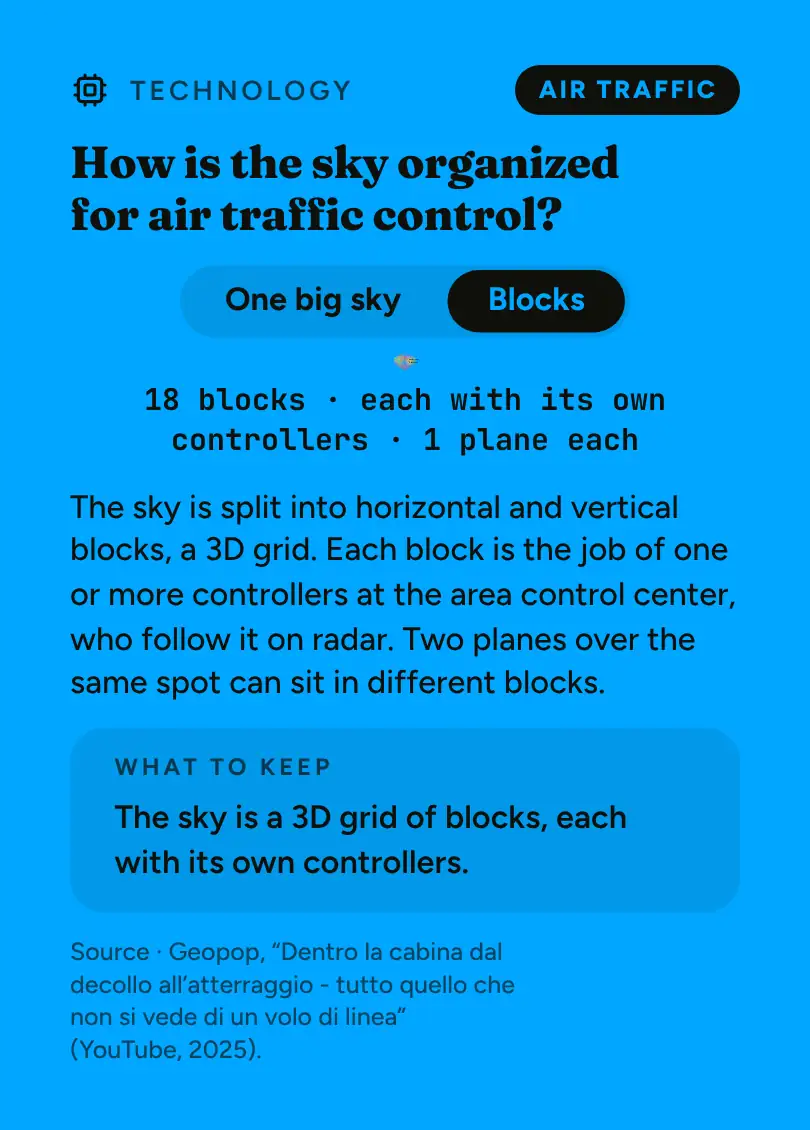 TECHNOLOGY
AIR TRAFFIC
How is the sky organized
for air traffic control?
One big sky
Blocks
18 blocks · each with its own
controllers · 1 plane each
The sky is split into horizontal and vertical
blocks, a 3D grid. Each block is the job of one
or more controllers at the area control center,
who follow it on radar. Two planes over the
same spot can sit in different blocks.
WHAT TO KEEP
The sky is a 3D grid of blocks, each
with its own controllers.
Source · Geopop, “Dentro la cabina dal
decollo all’atterraggio - tutto quello che
non si vede di un volo di linea”
(YouTube, 2025).